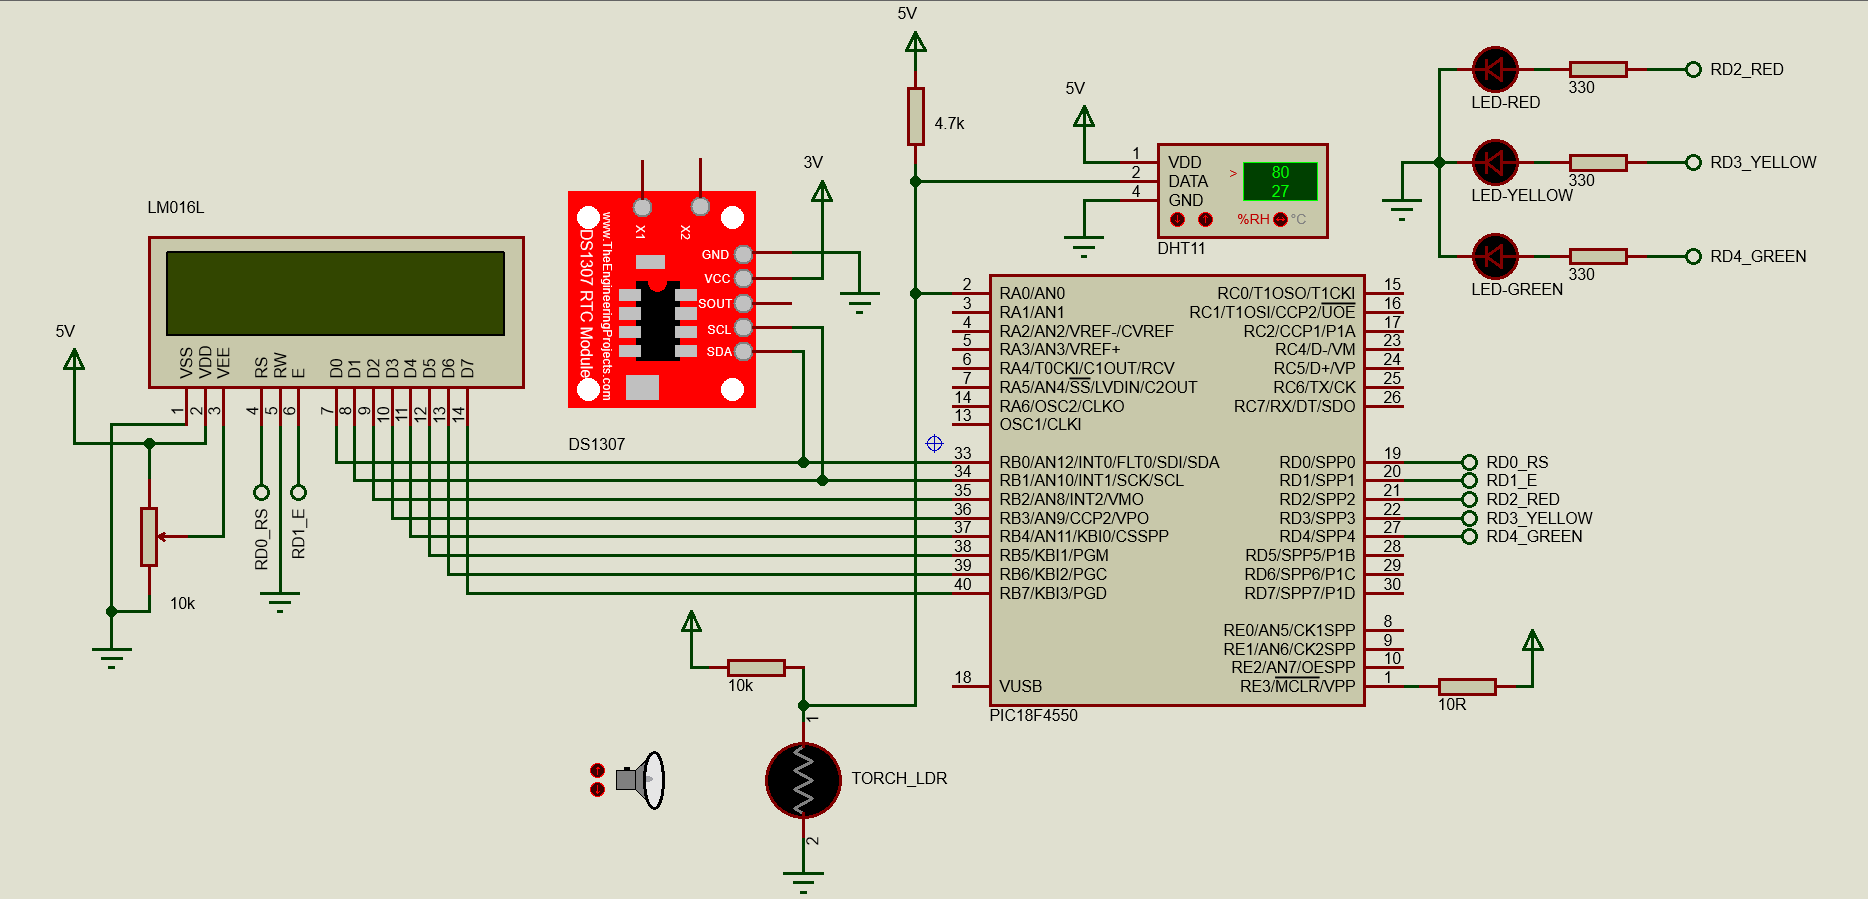 5V
4.7k
5V
1 VDD
2 DATA
4 GND
> 80
27
%RH °C
DHT11
LED-RED
330
RD2_RED
LED-YELLOW
330
RD3_YELLOW
LED-GREEN
330
RD4_GREEN
LM016L
VSS
VDD
VEE
RS
RW
E
D0
D1
D2
D3
D4
D5
D6
D7
1
2
3
4
5
6
7
8
9
10
11
12
13
14
5V
10k
RD0_RS
RD1_E
3V
X1
X2
www.TheEngineeringProjects.com
DS1307 RTC Module
GND
VCC
SOUT
SCL
SDA
DS1307
2 RA0/AN0
3 RA1/AN1
4 RA2/AN2/VREF-/CVREF
5 RA3/AN3/VREF+
6 RA4/T0CKI/C1OUT/RCV
7 RA5/AN4/SS/LVDIN/C2OUT
14 RA6/OSC2/CLKO
13 OSC1/CLKI
33 RB0/AN12/INT0/FLT0/SDI/SDA
34 RB1/AN10/INT1/SCK/SCL
35 RB2/AN8/INT2/VMO
36 RB3/AN9/CCP2/VPO
37 RB4/AN11/KBI0/CSSPP
38 RB5/KBI1/PGM
39 RB6/KBI2/PGC
40 RB7/KBI3/PGD
18 VUSB
RC0/T1OSO/T1CKI 15
RC1/T1OSI/CCP2/UOE 16
RC2/CCP1/P1A 17
RC4/D-/VM 23
RC5/D+/VP 24
RC6/TX/CK 25
RC7/RX/DT/SDO 26
RD0/SPP0 19 RD0_RS
RD1/SPP1 20 RD1_E
RD2/SPP2 21 RD2_RED
RD3/SPP3 22 RD3_YELLOW
RD4/SPP4 27 RD4_GREEN
RD5/SPP5/P1B 28
RD6/SPP6/P1C 29
RD7/SPP7/P1D 30
RE0/AN5/CK1SPP 8
RE1/AN6/CK2SPP 9
RE2/AN7/OESPP 10
RE3/MCLR/VPP 1
10R
PIC18F4550
10k
1
TORCH_LDR
2